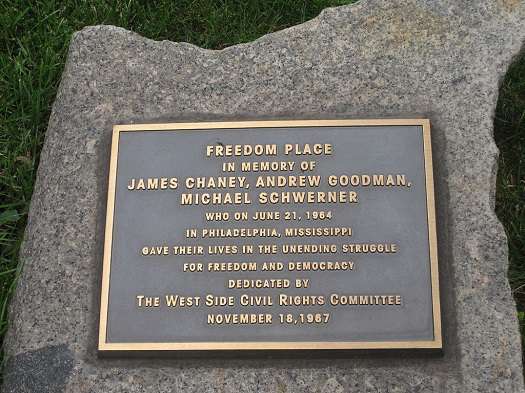 FREEDOM PLACE
IN MEMORY OF
JAMES CHANEY, ANDREW GOODMAN,
MICHAEL SCHWERNER
WHO ON JUNE 21, 1964
IN PHILADELPHIA, MISSISSIPPI
GAVE THEIR LIVES IN THE UNENDING STRUGGLE
FOR FREEDOM AND DEMOCRACY
DEDICATED BY
THE WEST SIDE CIVIL RIGHTS COMMITTEE
NOVEMBER 18, 1967